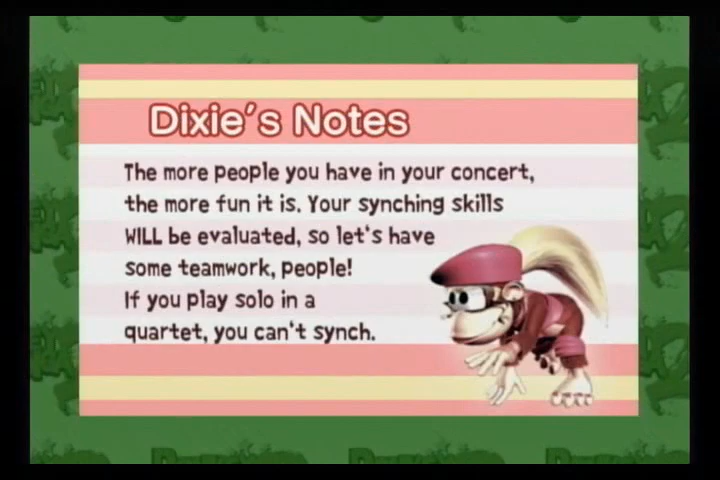 Dixie's Notes
The more people you have in your concert,
the more fun it is. Your synching skills
WILL be evaluated, so let's have
some teamwork, people!
If you play solo in a
quartet, you can't synch.